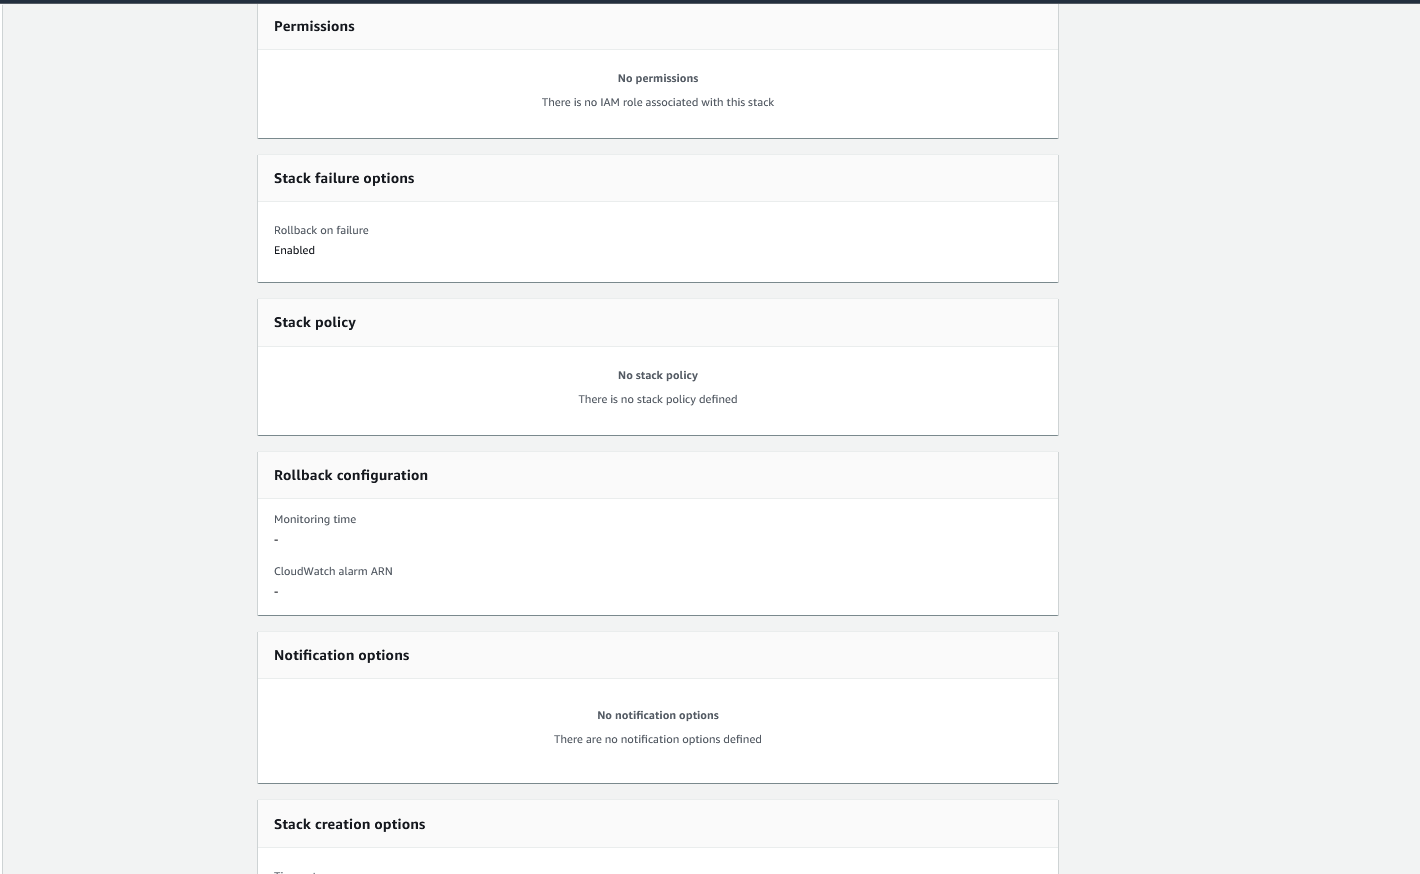 Permissions
No permissions
There is no IAM role associated with this stack
Stack failure options
Rollback on failure
Enabled
Stack policy
No stack policy
There is no stack policy defined
Rollback configuration
Monitoring time
-
CloudWatch alarm ARN
-
Notification options
No notification options
There are no notification options defined
Stack creation options